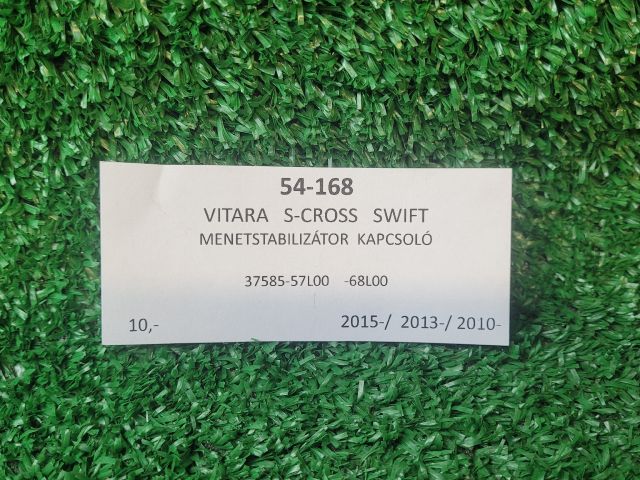 54-168
VITARA S-CROSS SWIFT
MENETSTABILIZÁTOR KAPCSOLÓ
37585-57L00 -68L00
10,- 2015-/ 2013-/ 2010-